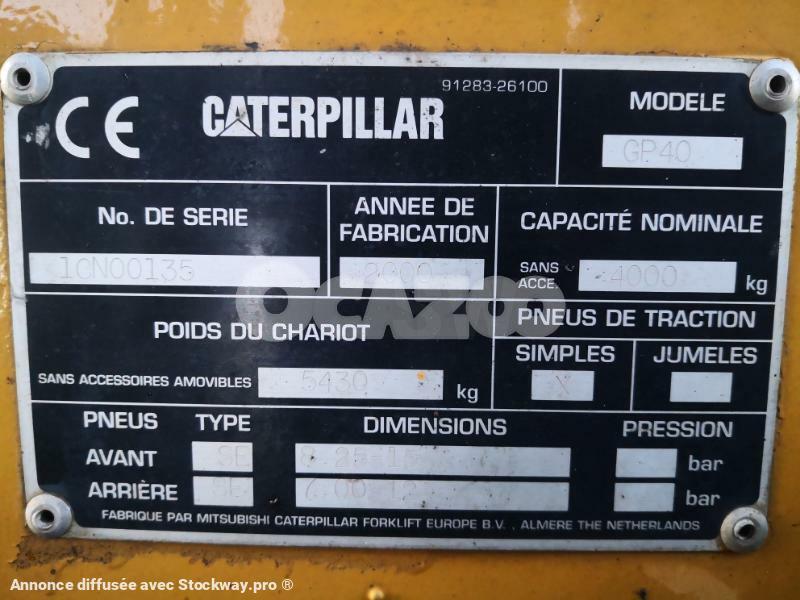 91283-26100
CE CATERPILLAR
MODELE
GP40
No. DE SERIE
1CN00135
ANNEE DE
FABRICATION
2000
CAPACITÉ NOMINALE
SANS
ACCE. 4000 kg
OCAZOO
POIDS DU CHARIOT
SANS ACCESSOIRES AMOVIBLES 5430 kg
PNEUS DE TRACTION
SIMPLES JUMELES
X
PNEUS TYPE DIMENSIONS PRESSION
AVANT SE 8.25-15 bar
ARRIÈRE SE 7.00-12 bar
FABRIQUE PAR MITSUBISHI CATERPILLAR FORKLIFT EUROPE B.V. , ALMERE THE NETHERLANDS
Annonce diffusée avec Stockway.pro ®